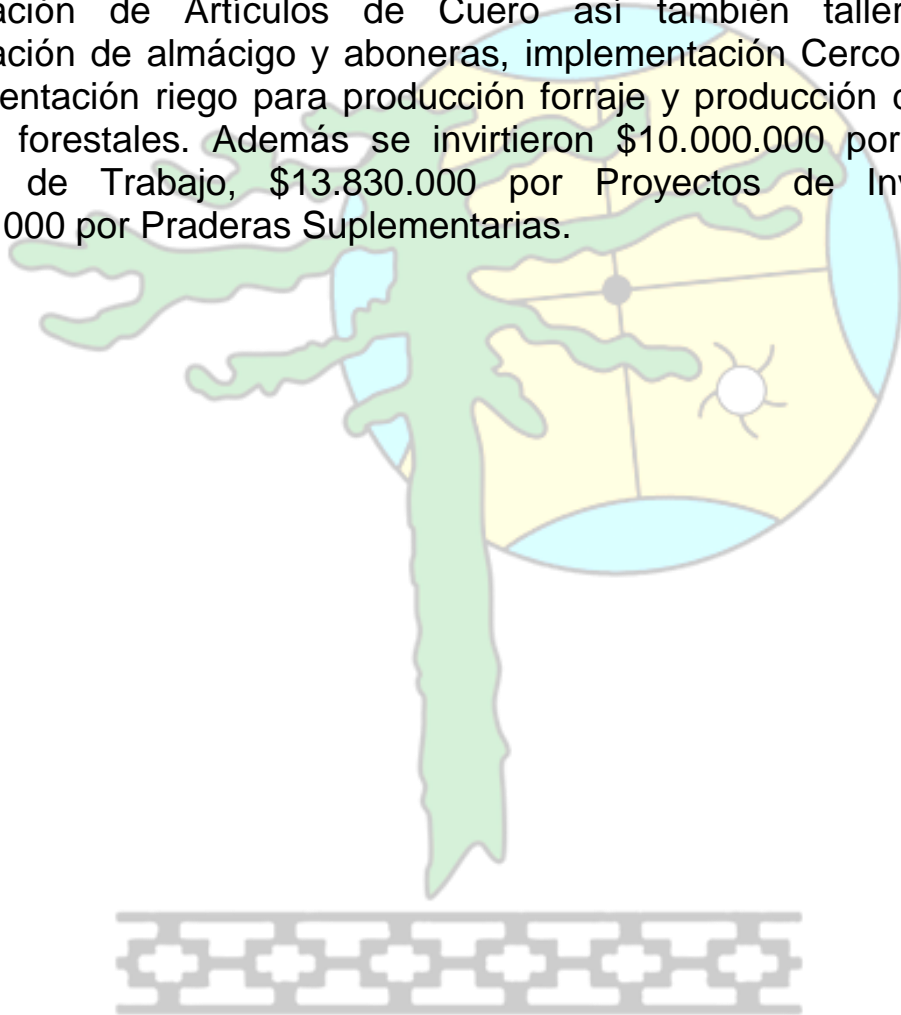 ación de Artículos de Cuero así también taller
ación de almácigo y aboneras, implementación Cerco
entación riego para producción forraje y producción
forestales. Además se invirtieron $10.000.000 por
de Trabajo, $13.830.000 por Proyectos de Inv
000 por Praderas Suplementarias.